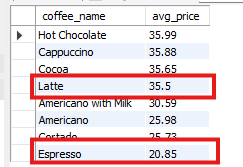 coffee_name avg_price
Hot Chocolate 35.99
Cappuccino 35.88
Cocoa 35.65
Latte 35.5
Americano with Milk 30.59
Americano 25.98
Cortado 25.73
Espresso 20.85